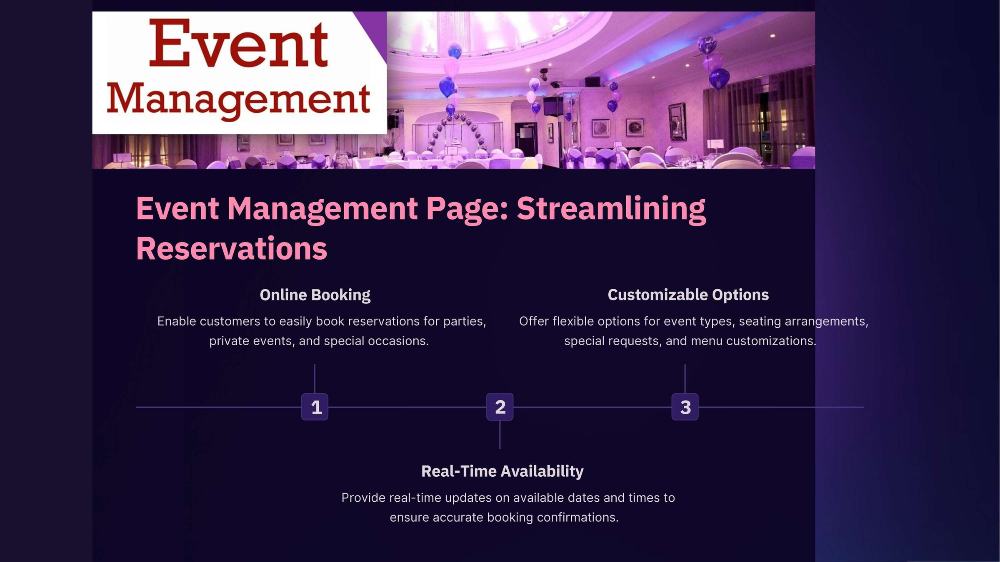 Event
Management
Event Management Page: Streamlining
Reservations
Online Booking
Enable customers to easily book reservations for parties,
private events, and special occasions.
Customizable Options
Offer flexible options for event types, seating arrangements,
special requests, and menu customizations.
1
2
3
Real-Time Availability
Provide real-time updates on available dates and times to
ensure accurate booking confirmations.